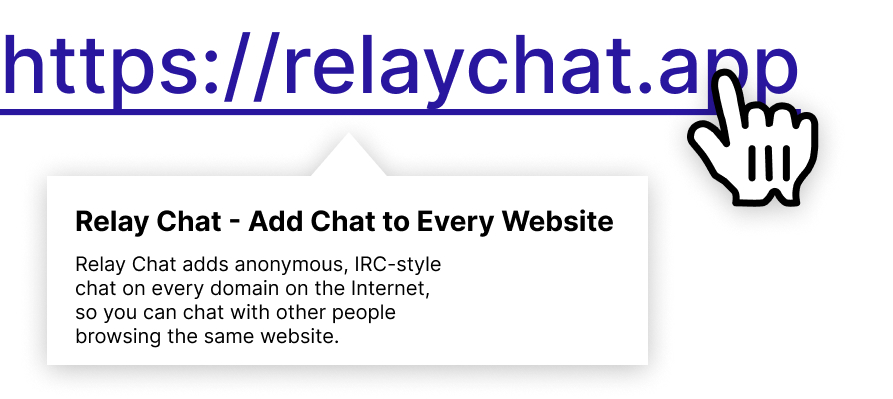 https://relaychat.app
Relay Chat - Add Chat to Every Website
Relay Chat adds anonymous, IRC-style
chat on every domain on the Internet,
so you can chat with other people
browsing the same website.